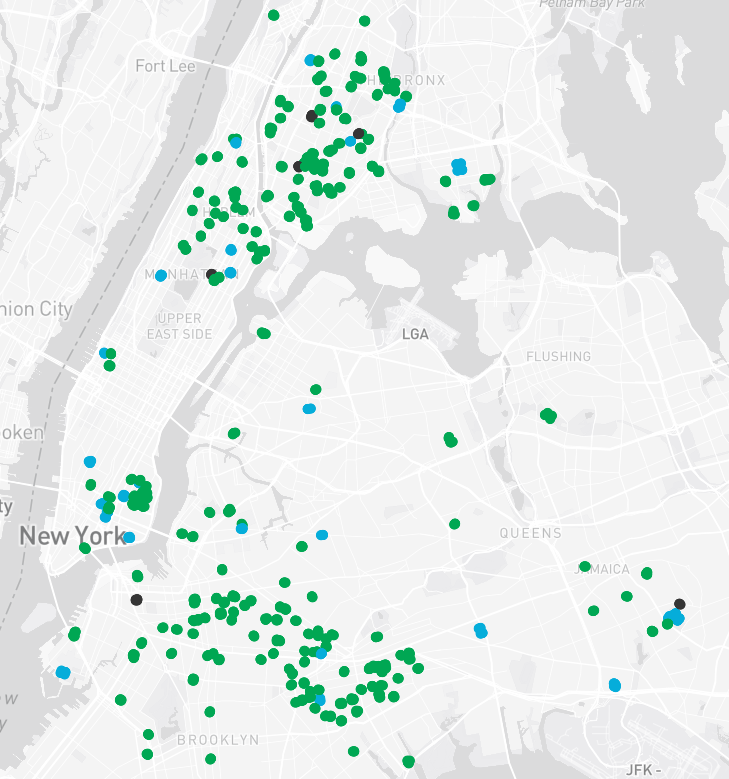 Pelham Bay Park
Fort Lee
BRONX
HARLEM
MANHATTAN
nion City
UPPER
EAST SIDE
LGA
FLUSHING
oken
ty
New York
QUEENS
JAMAICA
w
y
BROOKLYN
JFK -